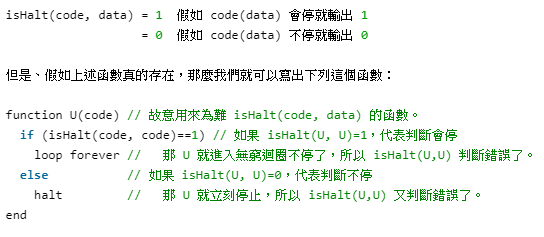 isHalt(code, data) = 1  假如 code(data) 會停就輸出 1
                   = 0  假如 code(data) 不停就輸出 0
但是、假如上述函數真的存在，那麼我們就可以寫出下列這個函數：
function U(code) // 故意用來為難 isHalt(code, data) 的函數。
  if (isHalt(code, code)==1) // 如果 isHalt(U, U)=1，代表判斷會停
    loop forever //   那 U 就進入無窮迴圈不停了，所以 isHalt(U,U) 判斷錯誤了。
  else           // 如果 isHalt(U, U)=0，代表判斷不停
    halt         //   那 U 就立刻停止，所以 isHalt(U,U) 又判斷錯誤了。
end